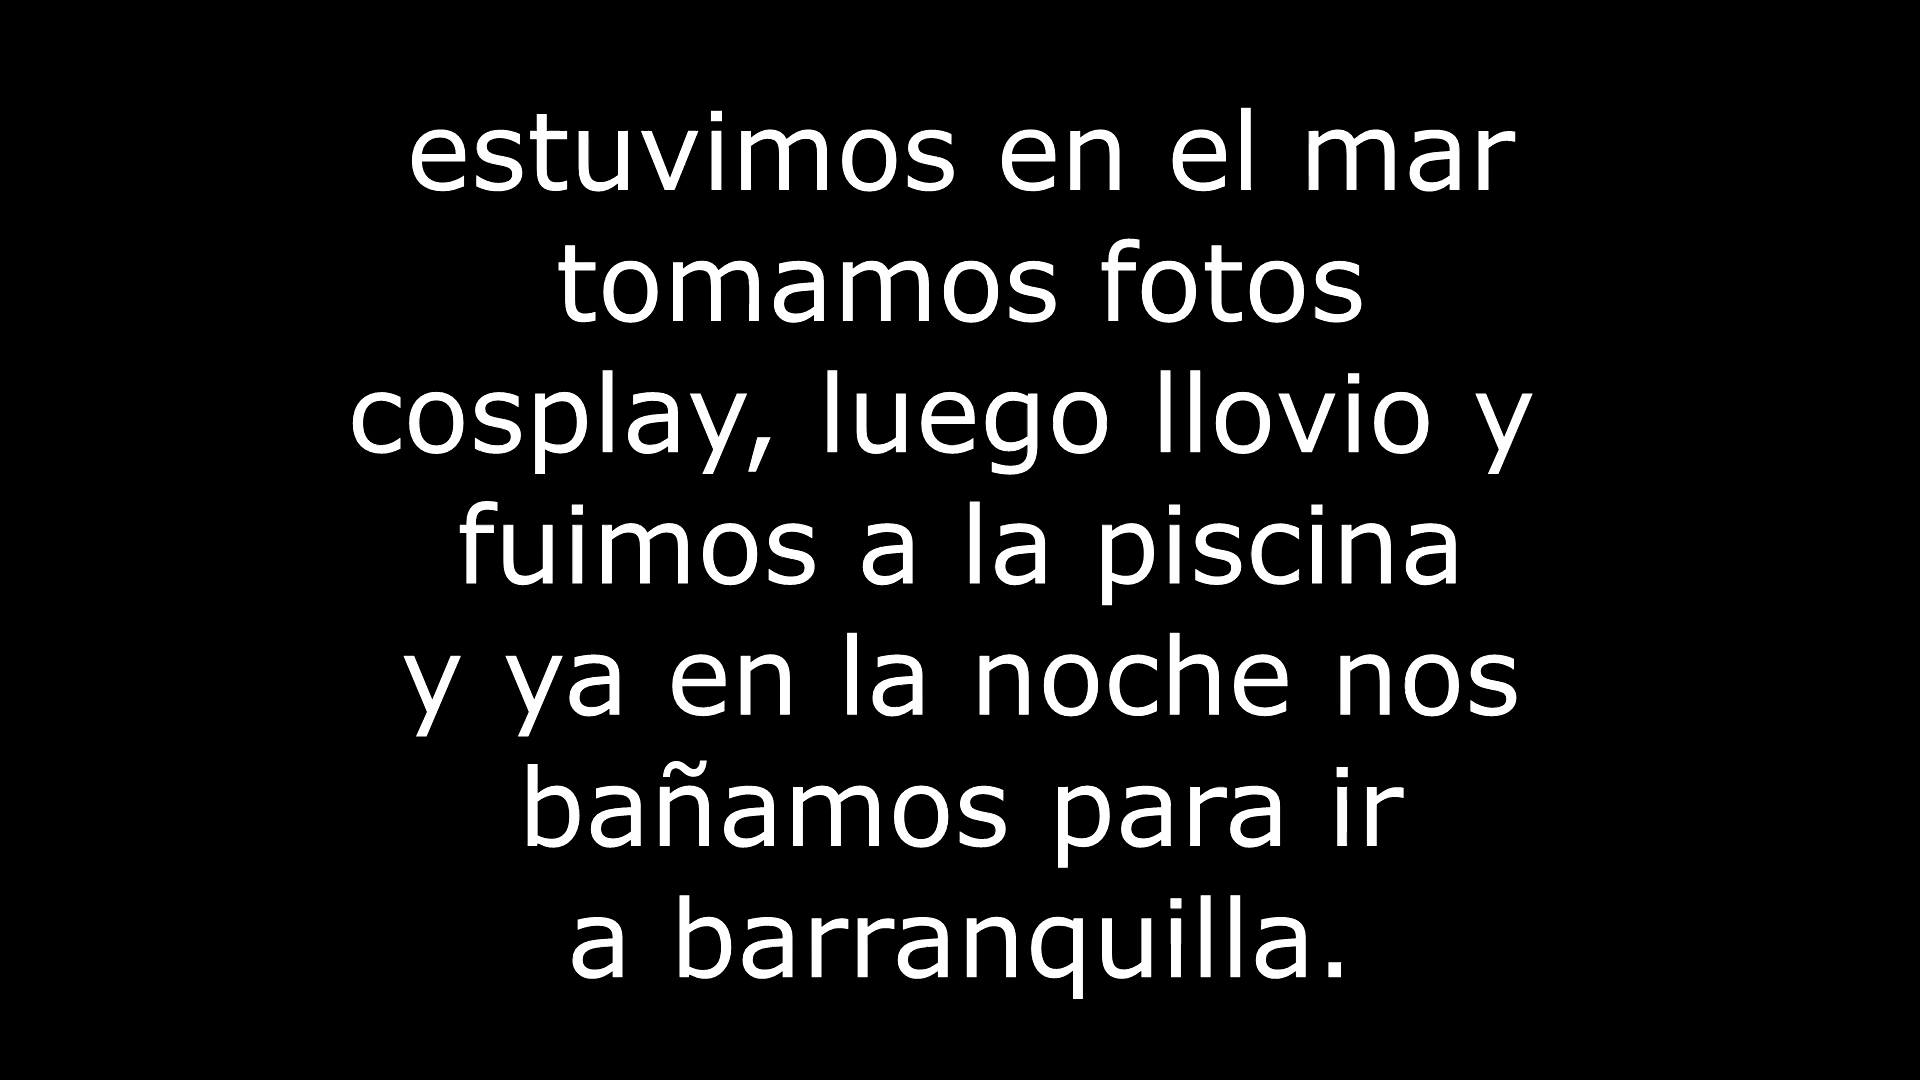 estuvimos en el mar
tomamos fotos
cosplay, luego llovio y
fuimos a la piscina
y ya en la noche nos
bañamos para ir
a barranquilla.